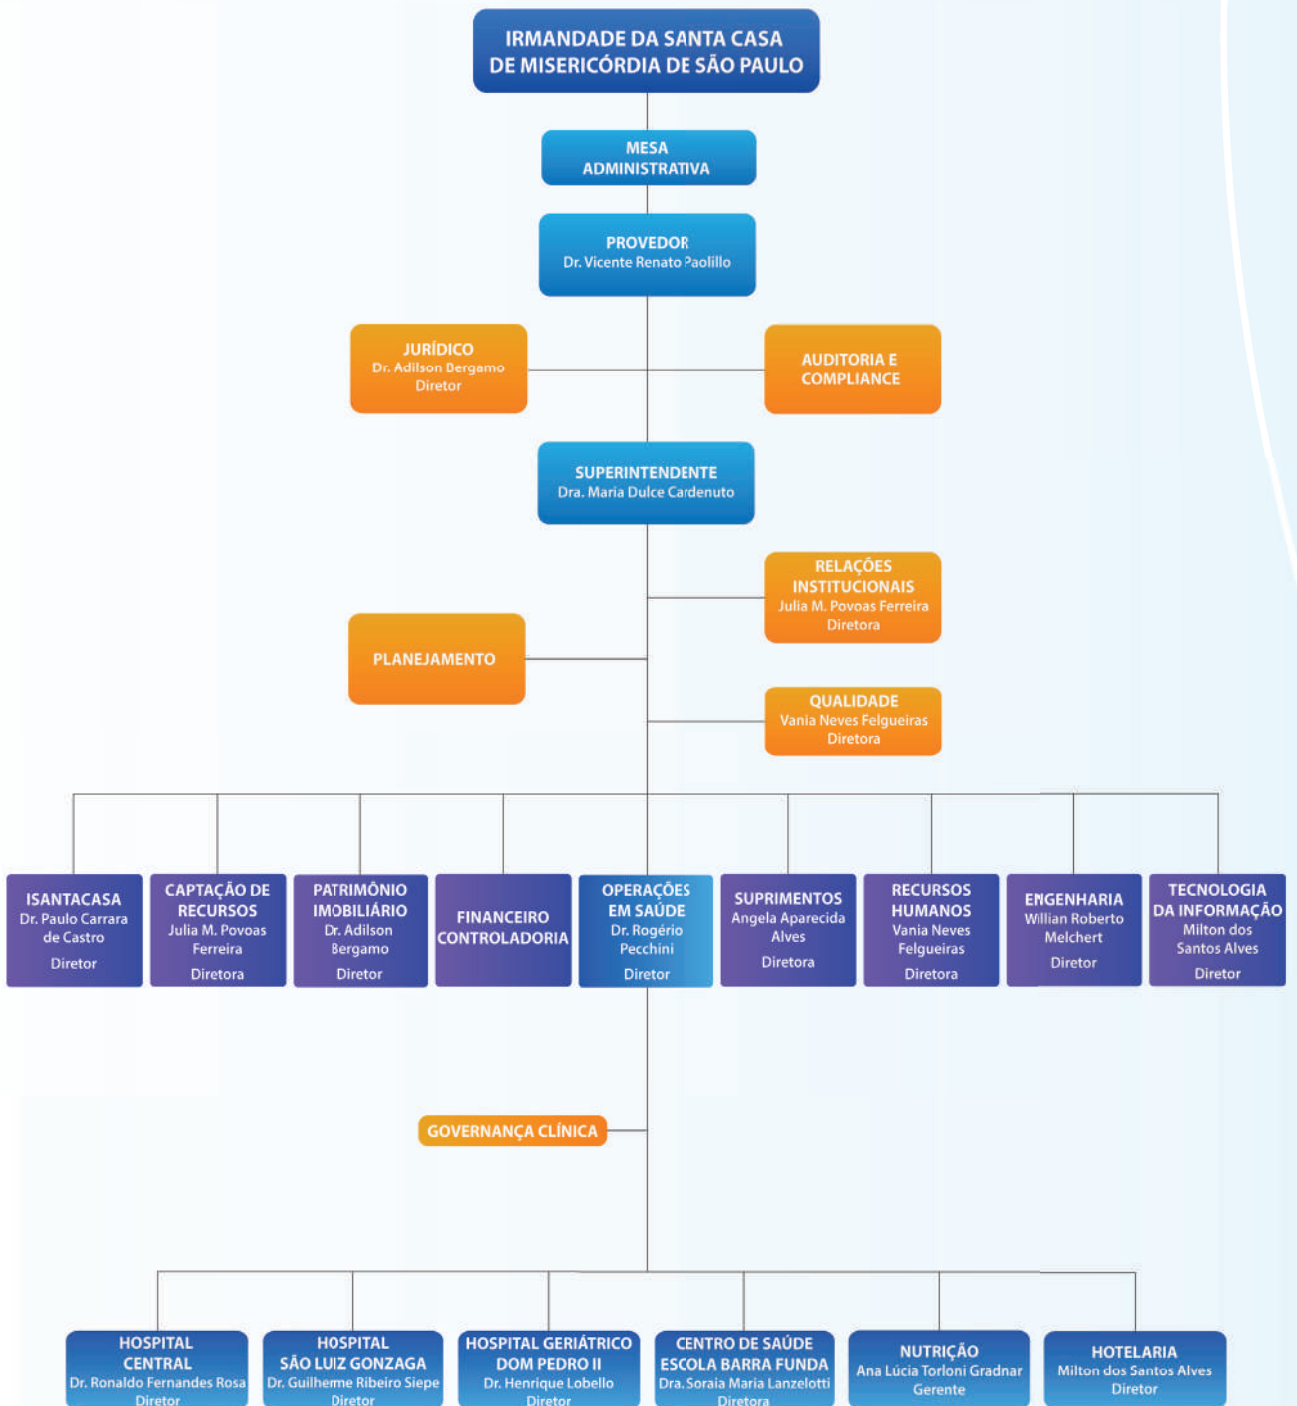 IRMANDADE DA SANTA CASA
DE MISERICÓRDIA DE SÃO PAULO
MESA
ADMINISTRATIVA
PROVEDOR
Dr. Vicente Renato Paolillo
JURÍDICO
Dr. Adilson Bergamo
Diretor
AUDITORIA E
COMPLIANCE
SUPERINTENDENTE
Dra. Maria Dulce Cardenuto
RELAÇÕES
INSTITUCIONAIS
Julia M. Povoas Ferreira
Diretora
PLANEJAMENTO
QUALIDADE
Vania Neves Felgueiras
Diretora
ISANTACASA
Dr. Paulo Carrara
de Castro
Diretor
CAPTAÇÃO DE
RECURSOS
Julia M. Povoas
Ferreira
Diretora
PATRIMÔNIO
IMOBILIÁRIO
Dr. Adilson
Bergamo
Diretor
FINANCEIRO
CONTROLADORIA
OPERAÇÕES
EM SAÚDE
Dr. Rogério
Pecchini
Diretor
SUPRIMENTOS
Angela Aparecida
Alves
Diretora
RECURSOS
HUMANOS
Vania Neves
Felgueiras
Diretora
ENGENHARIA
Willian Roberto
Melchert
Diretor
TECNOLOGIA
DA INFORMAÇÃO
Milton dos
Santos Alves
Diretor
GOVERNANÇA CLÍNICA
HOSPITAL
CENTRAL
Dr. Ronaldo Fernandes Rosa
Diretor
HOSPITAL
SÃO LUIZ GONZAGA
Dr. Guilherme Ribeiro Siepe
Diretor
HOSPITAL GERIÁTRICO
DOM PEDRO II
Dr. Henrique Lobello
Diretor
CENTRO DE SAÚDE
ESCOLA BARRA FUNDA
Dra. Soraia Maria Lanzelotti
Diretora
NUTRIÇÃO
Ana Lúcia Torloni Gradnar
Gerente
HOTELARIA
Milton dos Santos Alves
Diretor